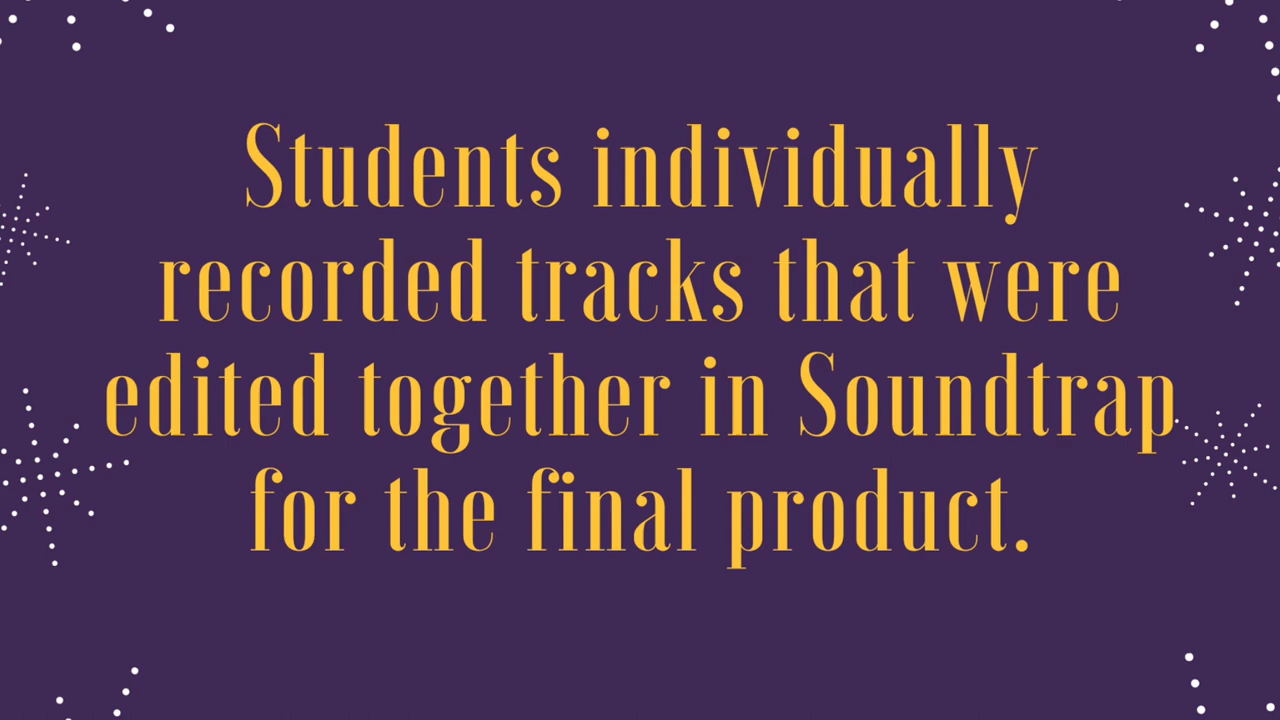 Students individually
recorded tracks that were
edited together in Soundtrap
for the final product.